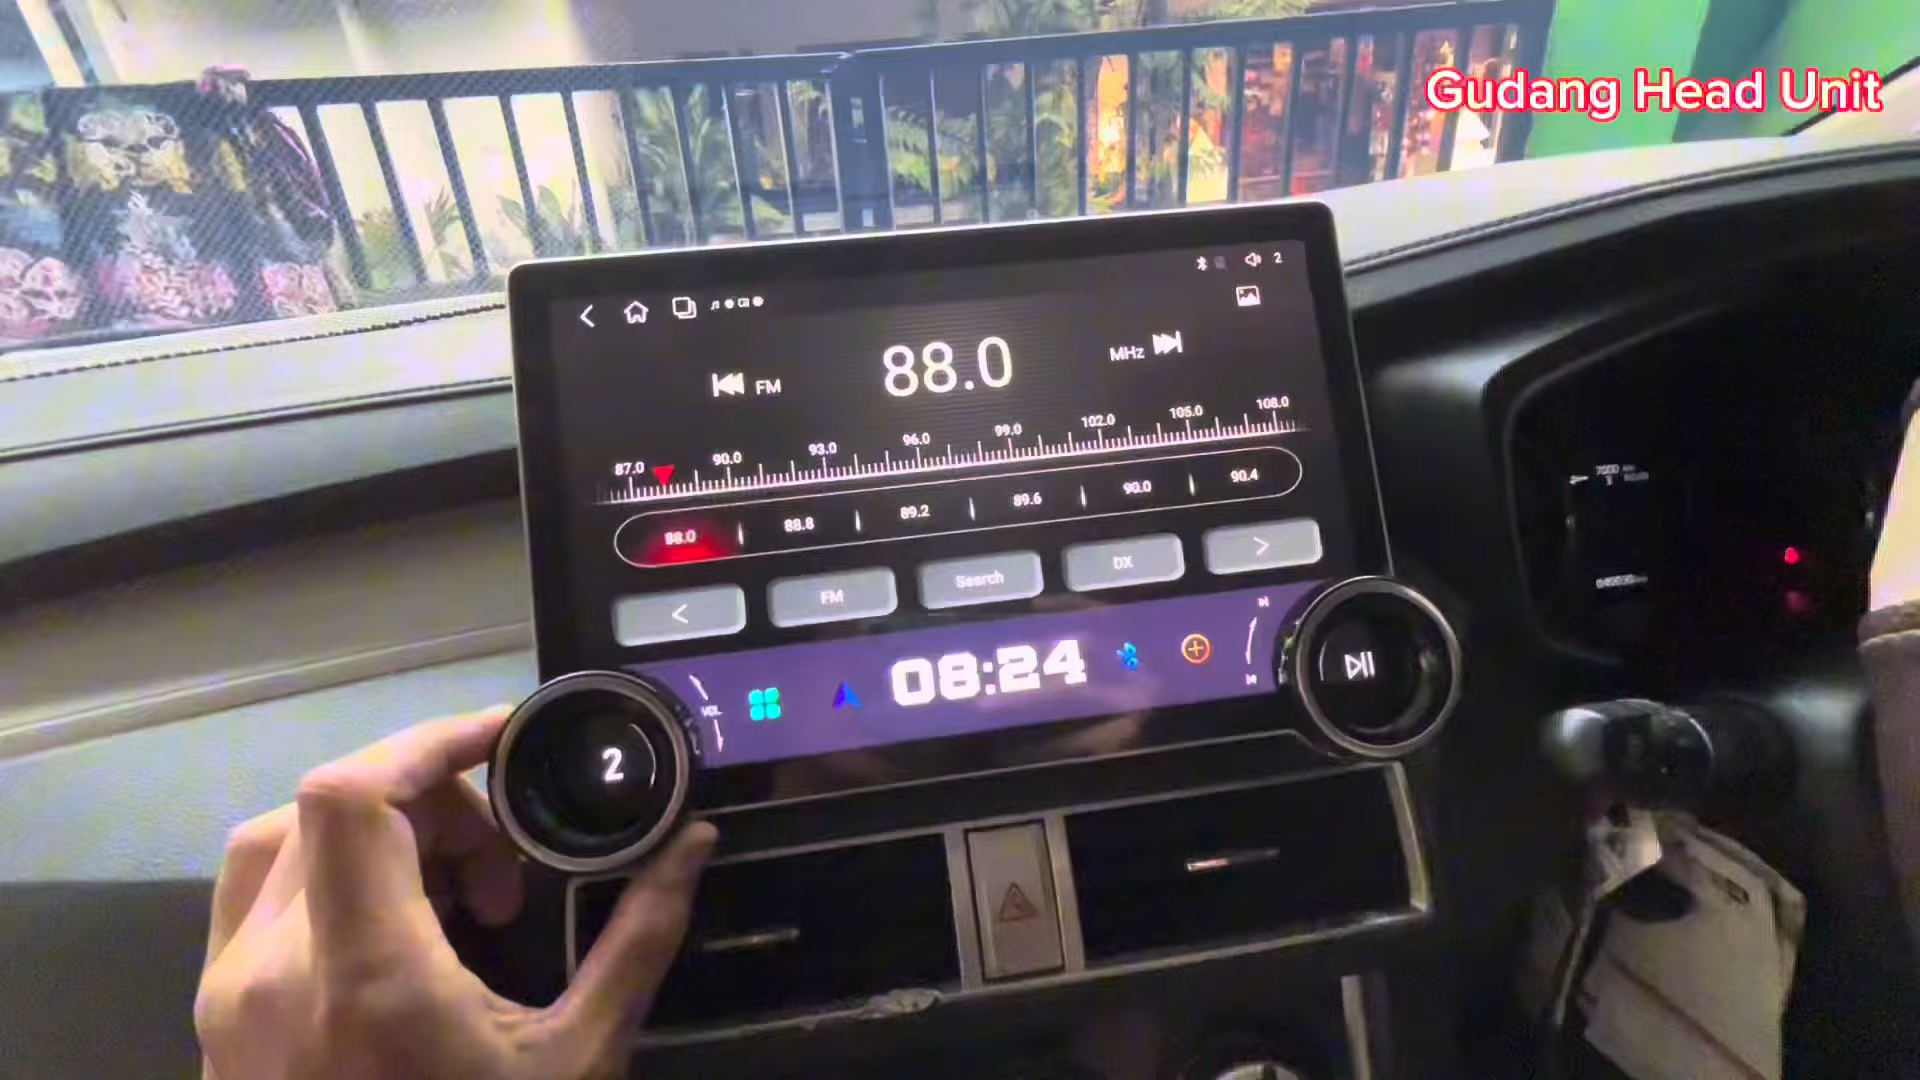 Gudang Head Unit
2
FM 88.0 MHz
87.0 90.0 93.0 96.0 99.0 102.0 105.0 108.0
88.0 88.8 89.2 89.6 90.0 90.4
< FM Search DX >
VOL 08:24
2